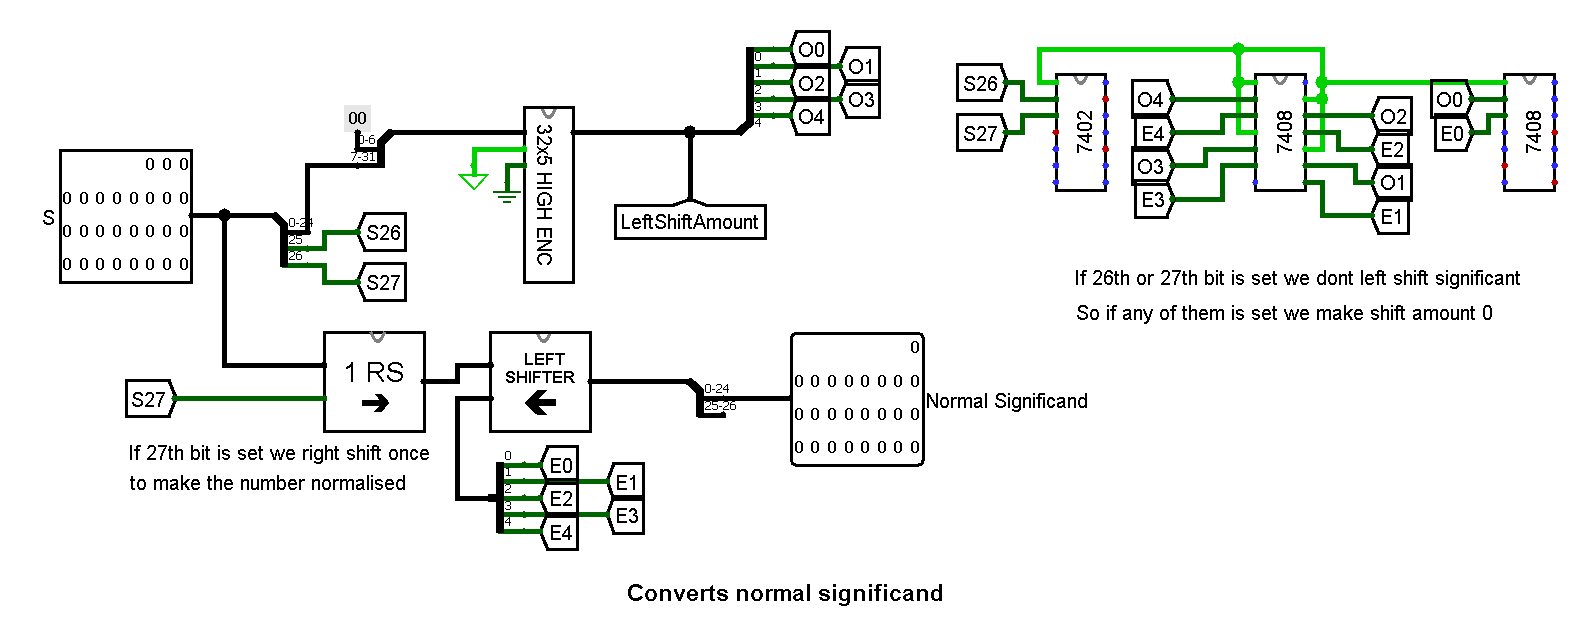 O0
0
O1
1
O2
2
O3
3
O4
4
00
0-6
7-31
32x5 HIGH ENC
LeftShiftAmount
S
0 0 0
0 0 0 0 0 0 0 0
0 0 0 0 0 0 0 0
0 0 0 0 0 0 0 0
0-24
25
26
S26
S27
S26
S27
7402
O4
E4
O3
E3
7408
O2
E2
O1
E1
O0
E0
7408
If 26th or 27th bit is set we dont left shift significant
So if any of them is set we make shift amount 0
S27
1 RS
LEFT
SHIFTER
0-24
25-26
0
0 0 0 0 0 0 0 0
0 0 0 0 0 0 0 0
0 0 0 0 0 0 0 0
Normal Significand
If 27th bit is set we right shift once
to make the number normalised
0
E0
1
E1
2
E2
3
E3
4
E4
Converts normal significand